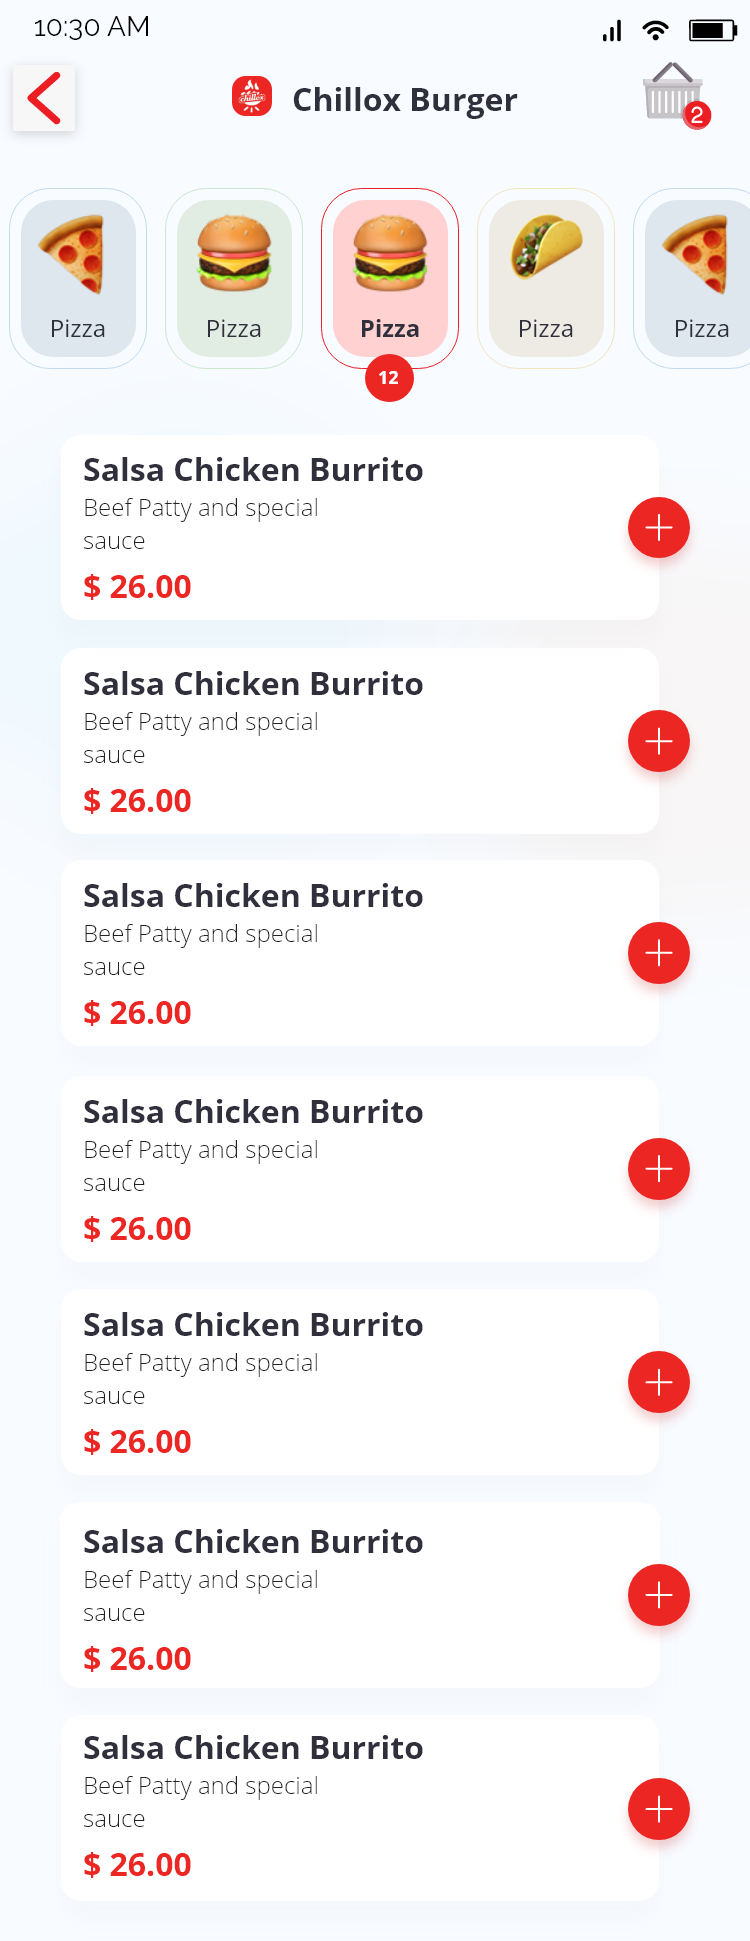 10:30 AM
chillox
Chillox Burger
2
Pizza
Pizza
Pizza
Pizza
Pizza
12
Salsa Chicken Burrito
Beef Patty and special
sauce
$ 26.00
Salsa Chicken Burrito
Beef Patty and special
sauce
$ 26.00
Salsa Chicken Burrito
Beef Patty and special
sauce
$ 26.00
Salsa Chicken Burrito
Beef Patty and special
sauce
$ 26.00
Salsa Chicken Burrito
Beef Patty and special
sauce
$ 26.00
Salsa Chicken Burrito
Beef Patty and special
sauce
$ 26.00
Salsa Chicken Burrito
Beef Patty and special
sauce
$ 26.00